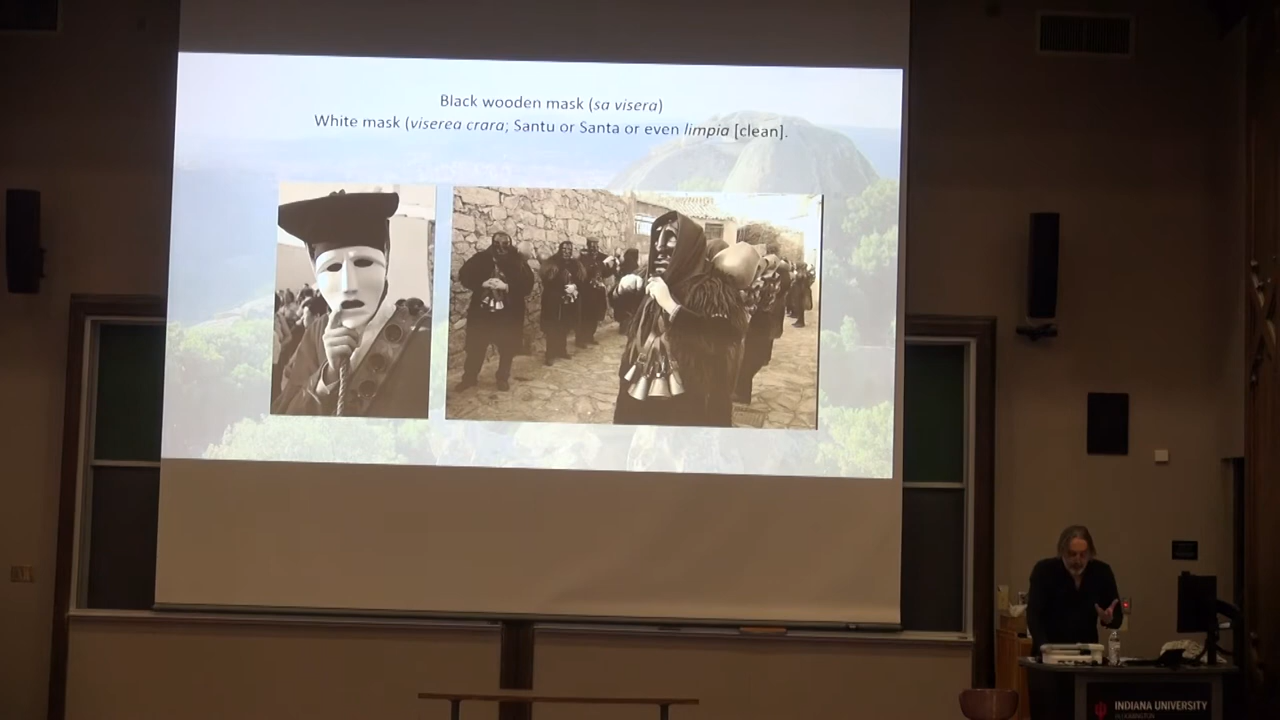 Black wooden mask (sa visera)
White mask (viserea crara; Santu or Santa or even limpia [clean].
INDIANA UNIVERSITY